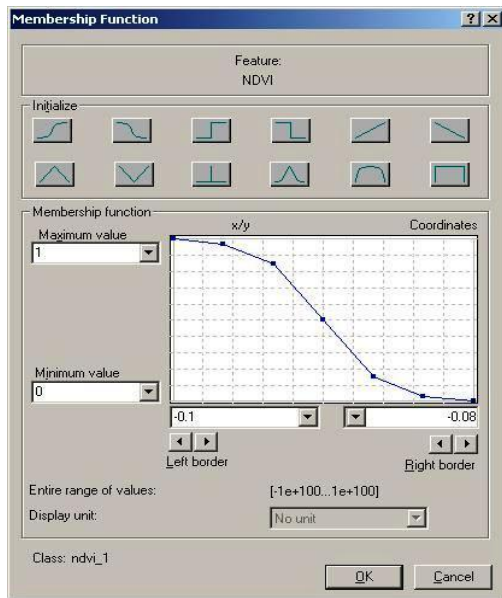 Membership Function
Feature:
NDVI
Initialize
Membership function
x/y
Coordinates
Maximum value
1
Minimum value
0
-0.1
-0.08
Left border
Right border
Entire range of values:
[-1e+100...1e+100]
Display unit:
No unit
Class: ndvi_1
OK
Cancel